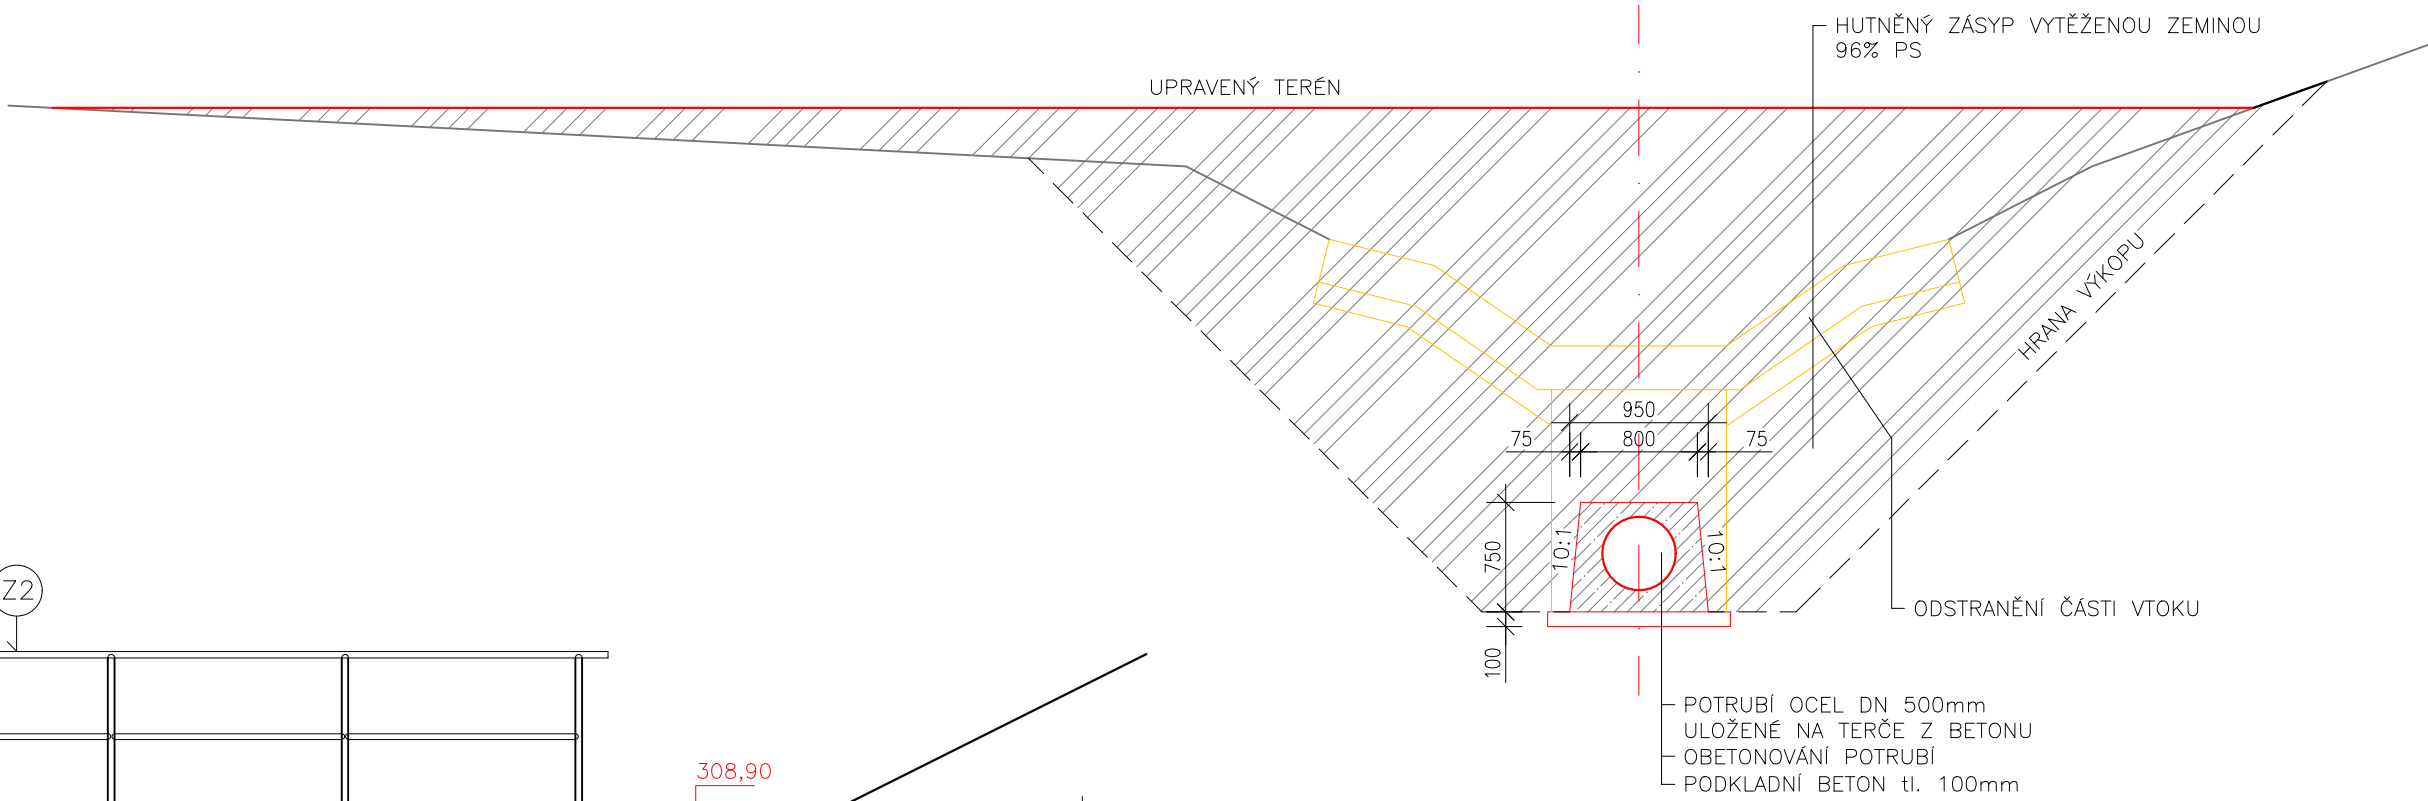 HUTNĚNÝ ZÁSYP VYTĚŽENOU ZEMINOU
96% PS
UPRAVENÝ TERÉN
HRANA VÝKOPU
950
75 800 75
750
10:1 10:1
100
ODSTRANĚNÍ ČÁSTI VTOKU
Z2
POTRUBÍ OCEL DN 500mm
ULOŽENÉ NA TERČE Z BETONU
OBETONOVÁNÍ POTRUBÍ
PODKLADNÍ BETON tl. 100mm
308,90